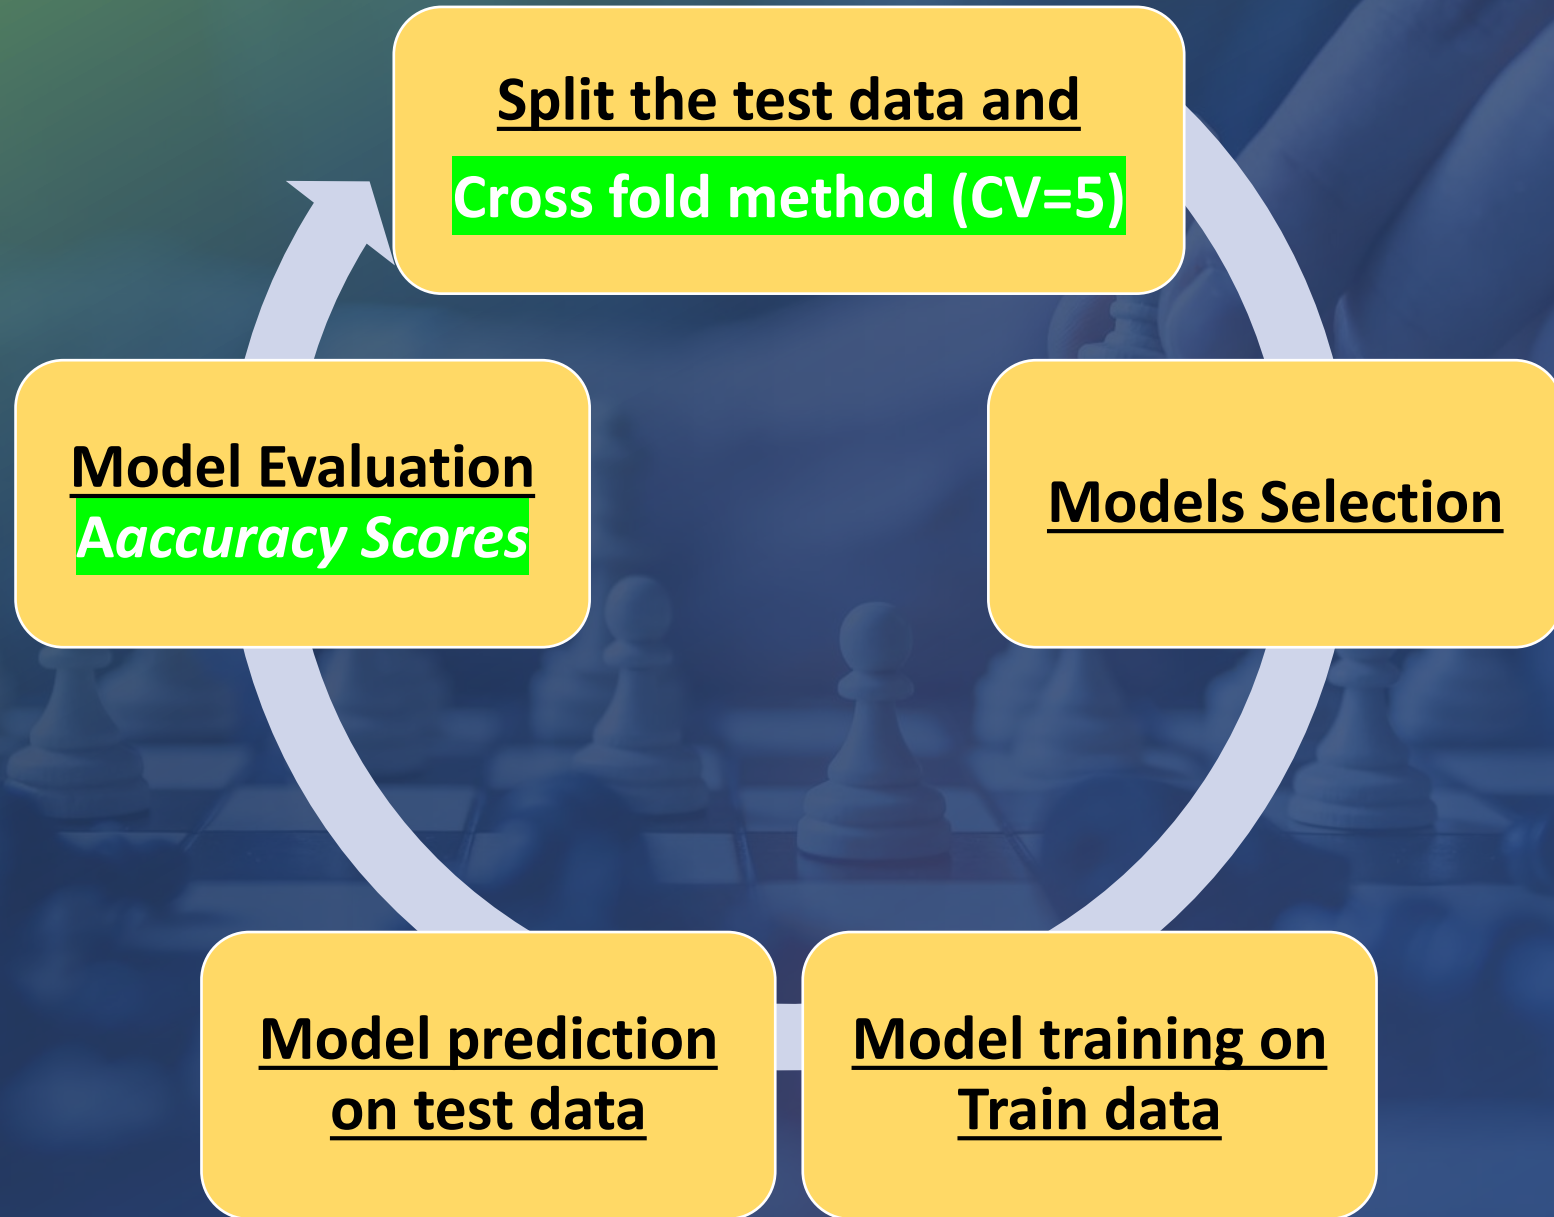 Split the test data and
Cross fold method (CV=5)
Models Selection
Model training on
Train data
Model prediction
on test data
Model Evaluation
Aaccuracy Scores